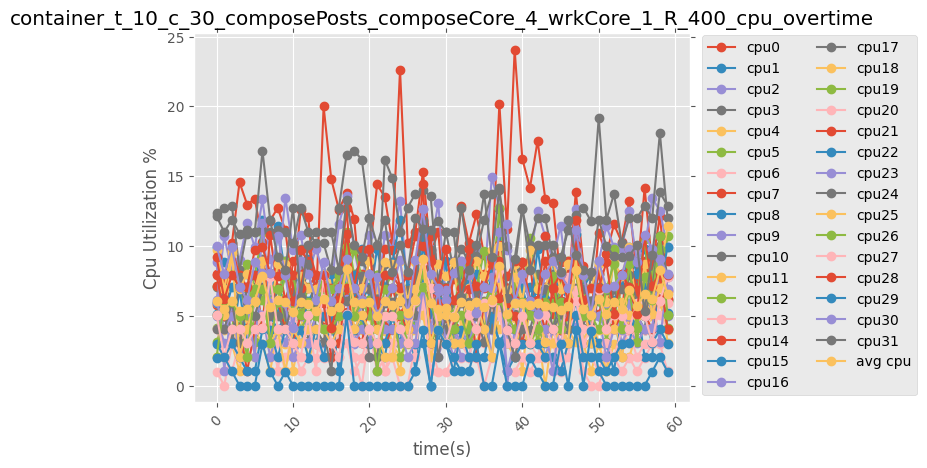 container_t_10_c_30_composePosts_composeCore_4_wrkCore_1_R_400_cpu_overtime
25
20
15
10
5
0
Cpu Utilization %
0
10
20
30
40
50
60
time(s)
cpu0
cpu1
cpu2
cpu3
cpu4
cpu5
cpu6
cpu7
cpu8
cpu9
cpu10
cpu11
cpu12
cpu13
cpu14
cpu15
cpu16
cpu17
cpu18
cpu19
cpu20
cpu21
cpu22
cpu23
cpu24
cpu25
cpu26
cpu27
cpu28
cpu29
cpu30
cpu31
avg cpu